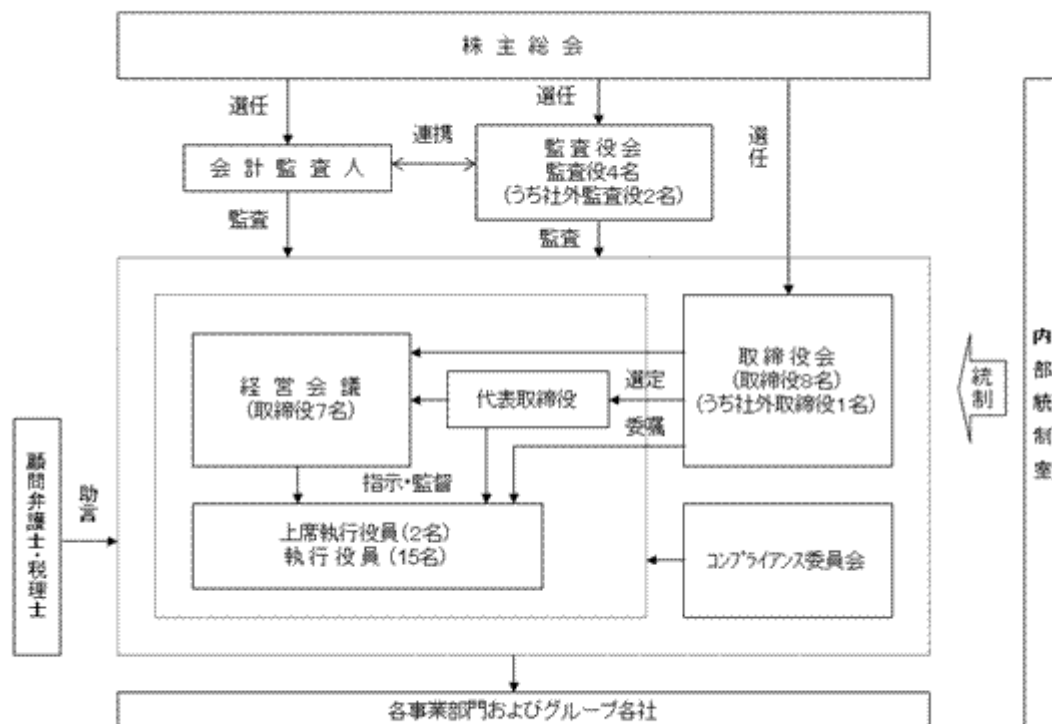 株主総会
選任
選任
選任
会計監査人
連携
監査役会
監査役4名
(うち社外監査役2名)
監査
監査
経営会議
(取締役7名)
代表取締役
選定
委嘱
取締役会
(取締役8名)
(うち社外取締役1名)
統制
内部統制室
顧問弁護士・税理士
助言
指示・監督
上席執行役員(2名)
執行役員(15名)
コンプライアンス委員会
各事業部門およびグループ各社